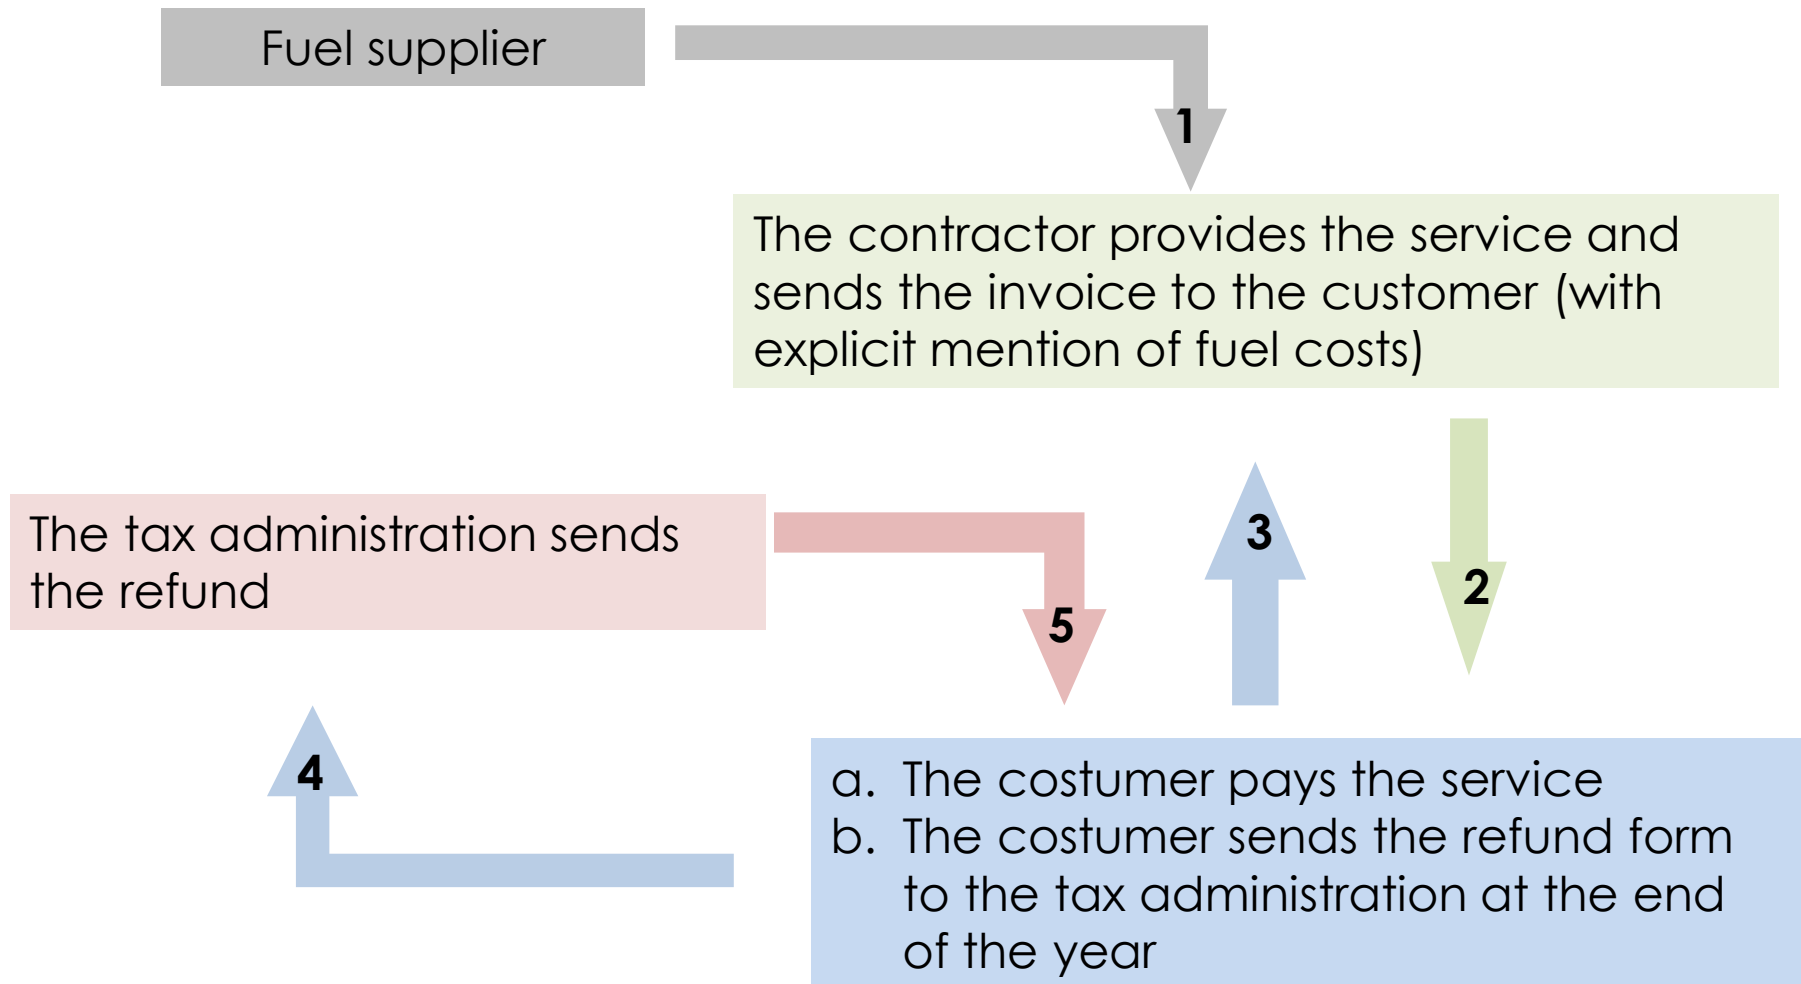 Fuel supplier
1
The contractor provides the service and
sends the invoice to the customer (with
explicit mention of fuel costs)
The tax administration sends
the refund
5
3
2
4
a. The costumer pays the service
b. The costumer sends the refund form
to the tax administration at the end
of the year